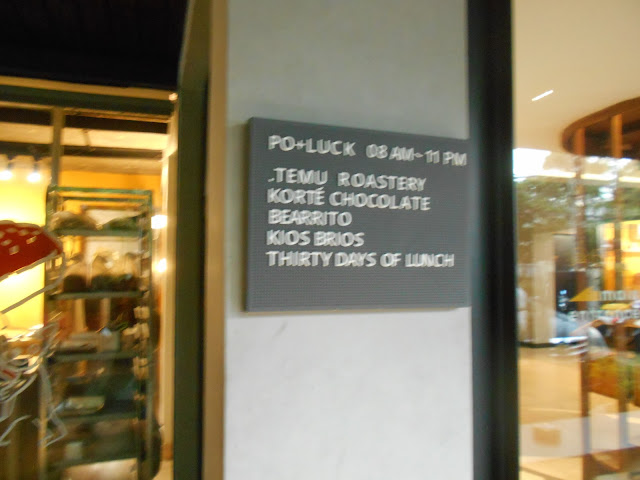 PO+LUCK 08 AM - 11 PM
.TEMU ROASTERY
KORTÉ CHOCOLATE
BEARRITO
KIOS BRIOS
THIRTY DAYS OF LUNCH